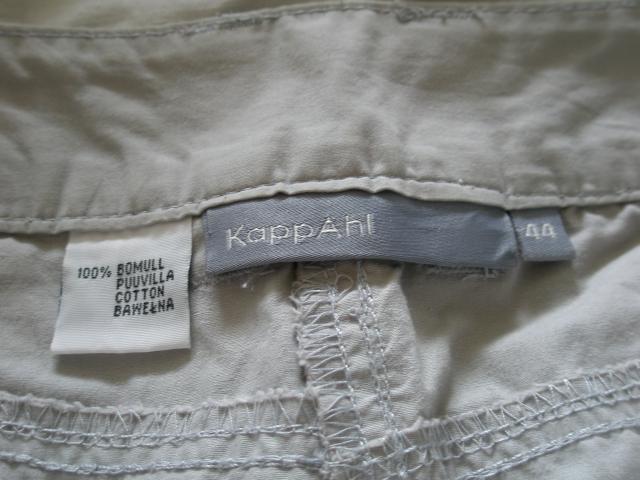 KappAhl
44
100% BOMULL
PUUVILLA
COTTON
BAWEŁNA